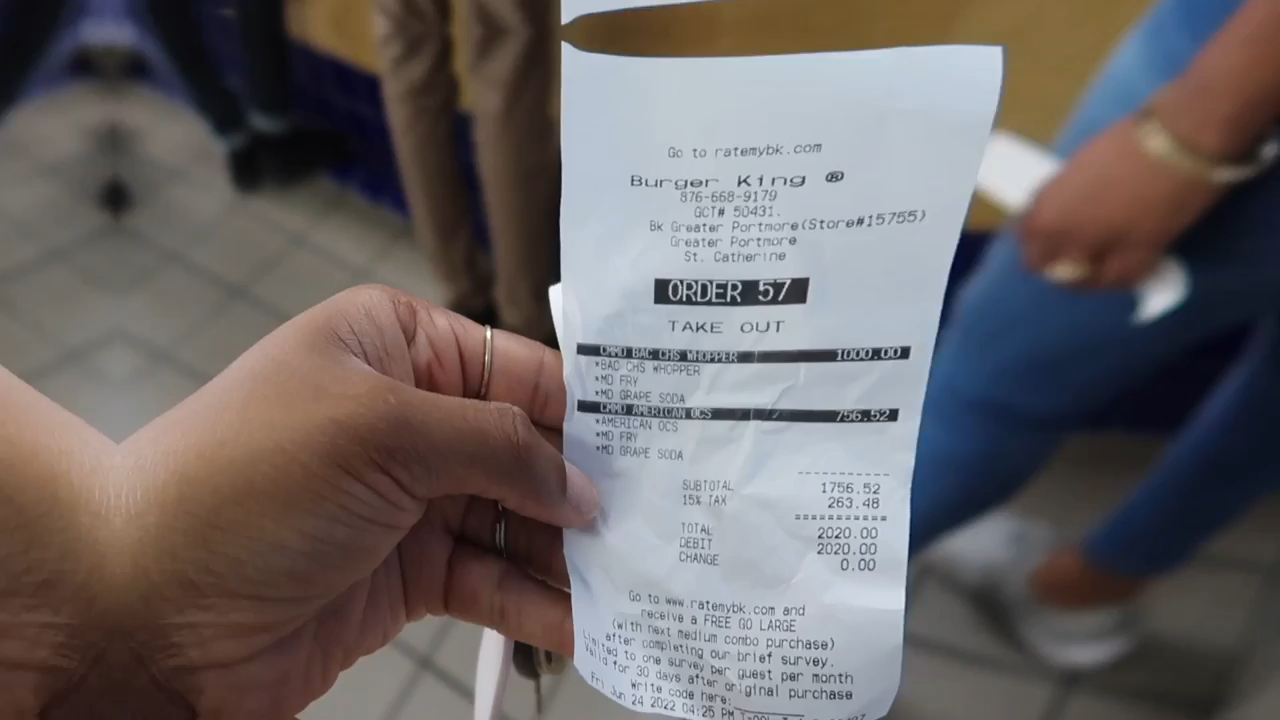 Go to ratemybk.com
Burger King ®
876-668-9179
GCT# 50431.
Bk Greater Portmore(Store#15755)
Greater Portmore
St. Catherine
ORDER 57
TAKE OUT
CMMD BAC CHS WHOPPER 1000.00
*BAC CHS WHOPPER
*MD FRY
*MD GRAPE SODA
CMMD AMERICAN OCS 756.52
*AMERICAN OCS
*MD FRY
*MD GRAPE SODA
SUBTOTAL 1756.52
15% TAX 263.48
TOTAL 2020.00
DEBIT 2020.00
CHANGE 0.00
Go to www.ratemybk.com and
receive a FREE GO LARGE
(with next medium combo purchase)
after completing our brief survey.
Limited to one survey per guest per month
Valid for 30 days after original purchase
Write code here:
Fri Jun 24 2022 04:25 PM